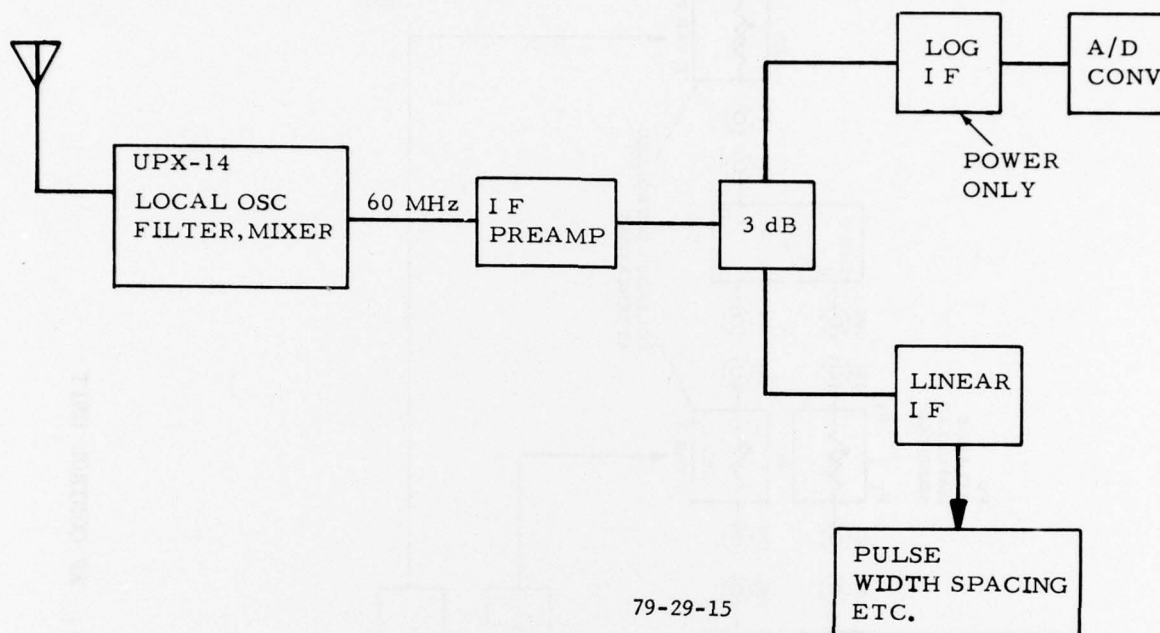 UPX-14
LOCAL OSC
FILTER, MIXER
60 MHz
I F
PREAMP
3 dB
LOG
I F
A/D
CONV
POWER
ONLY
LINEAR
I F
PULSE
WIDTH SPACING
ETC.
79-29-15